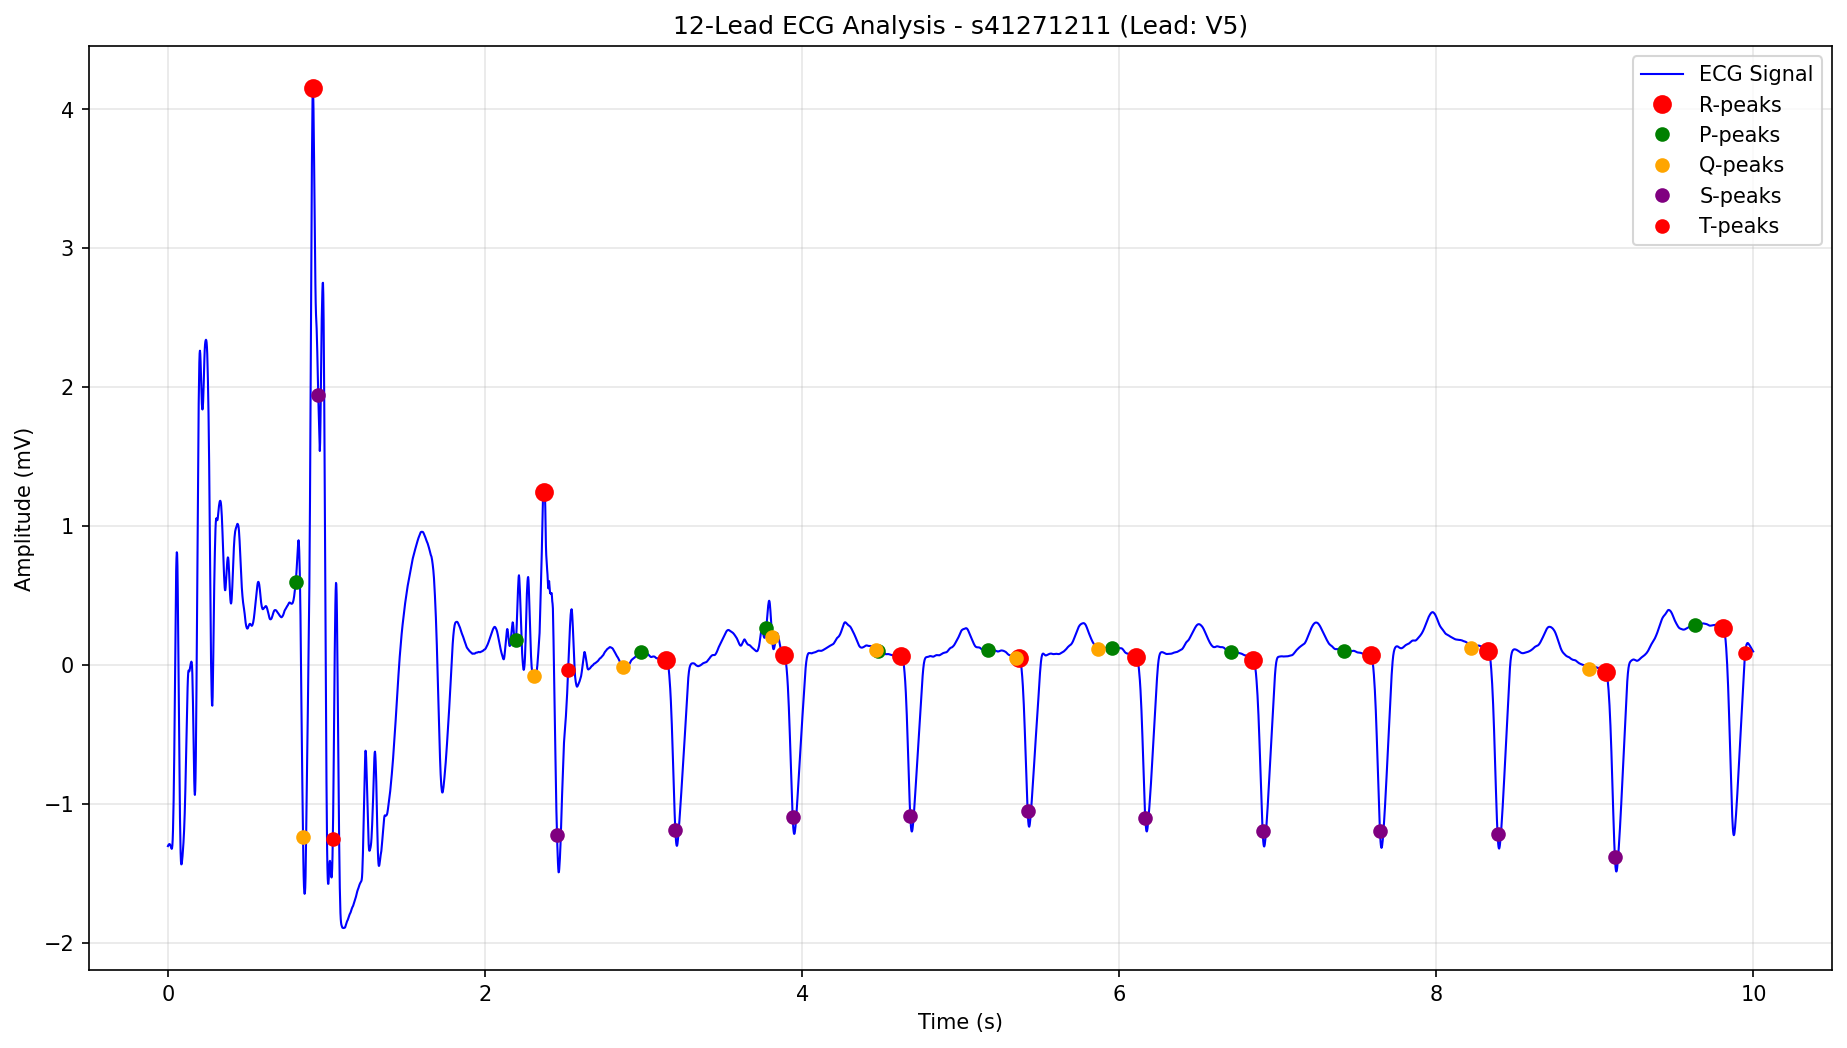 12-Lead ECG Analysis - s41271211 (Lead: V5)
ECG Signal
R-peaks
P-peaks
Q-peaks
S-peaks
T-peaks
Amplitude (mV)
4
3
2
1
0
−1
−2
0 2 4 6 8 10
Time (s)